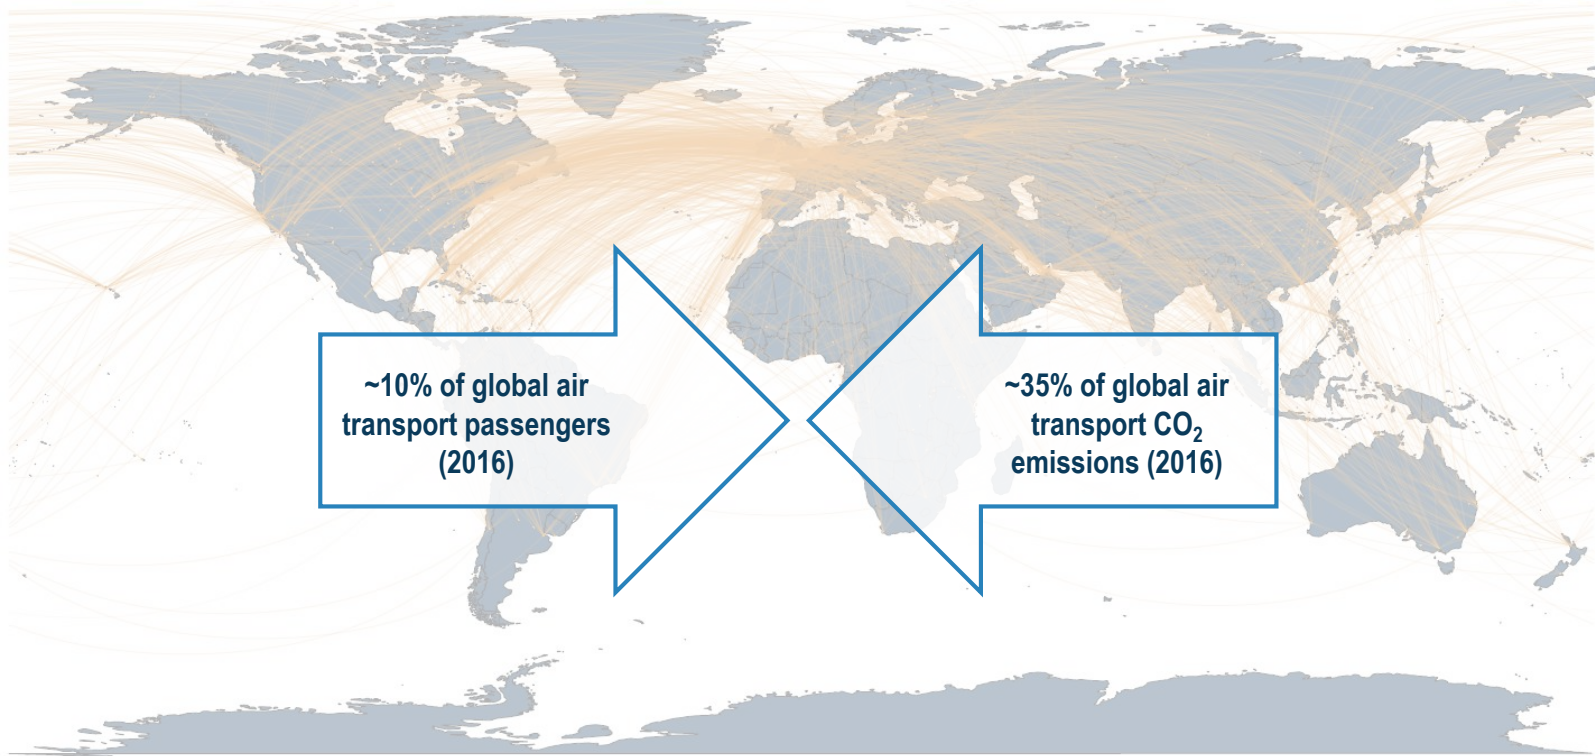 ~10% of global air
transport passengers
(2016)
~35% of global air
transport CO₂
emissions (2016)